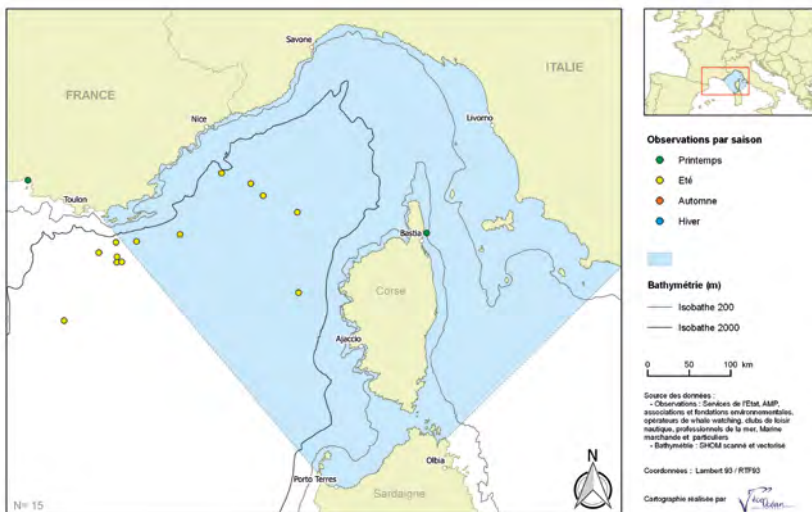 Savone
ITALIE
FRANCE
Nice
Livorno
Toulon
Bastia
Corse
Ajaccio
Olbia
Porto Terres
Sardaigne
N= 15
N
Observations par saison
Printemps
Eté
Automne
Hiver
Bathymétrie (m)
Isobathe 200
Isobathe 2000
0 50 100 km
Source des données :
- Observations : Services de l'Etat, AMP,
associations et fondations environnementales,
opérateurs de whale watching, clubs de loisir
nautique, professionnels de la mer, Marine
marchande et particuliers
- Bathymétrie : SHOM scanné et vectorisé
Coordonnées : Lambert 93 / RTF93
Cartographie réalisée par